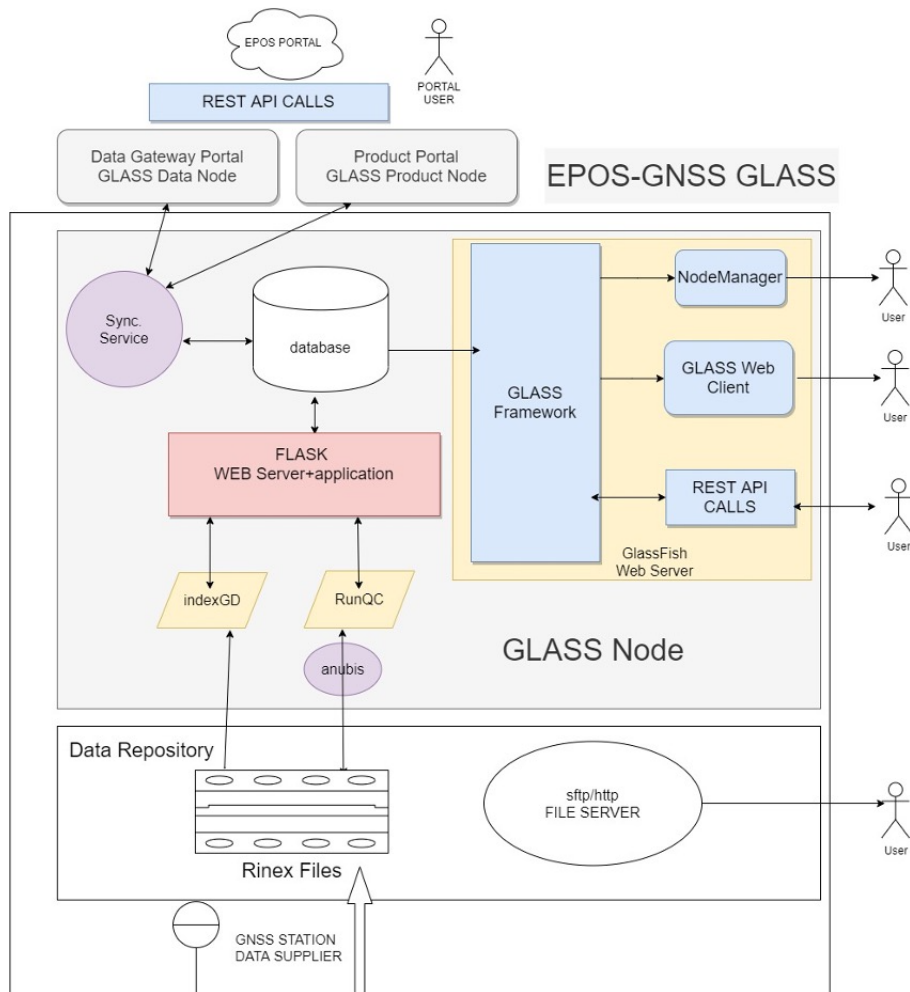 EPOS PORTAL
PORTAL
USER
REST API CALLS
Data Gateway Portal
GLASS Data Node
Product Portal
GLASS Product Node
EPOS-GNSS GLASS
Sync.
Service
database
GLASS
Framework
NodeManager
User
GLASS Web
Client
User
FLASK
WEB Server+application
REST API
CALLS
User
GlassFish
Web Server
indexGD
RunQC
anubis
GLASS Node
Data Repository
sftp/http
FILE SERVER
User
Rinex Files
GNSS STATION
DATA SUPPLIER